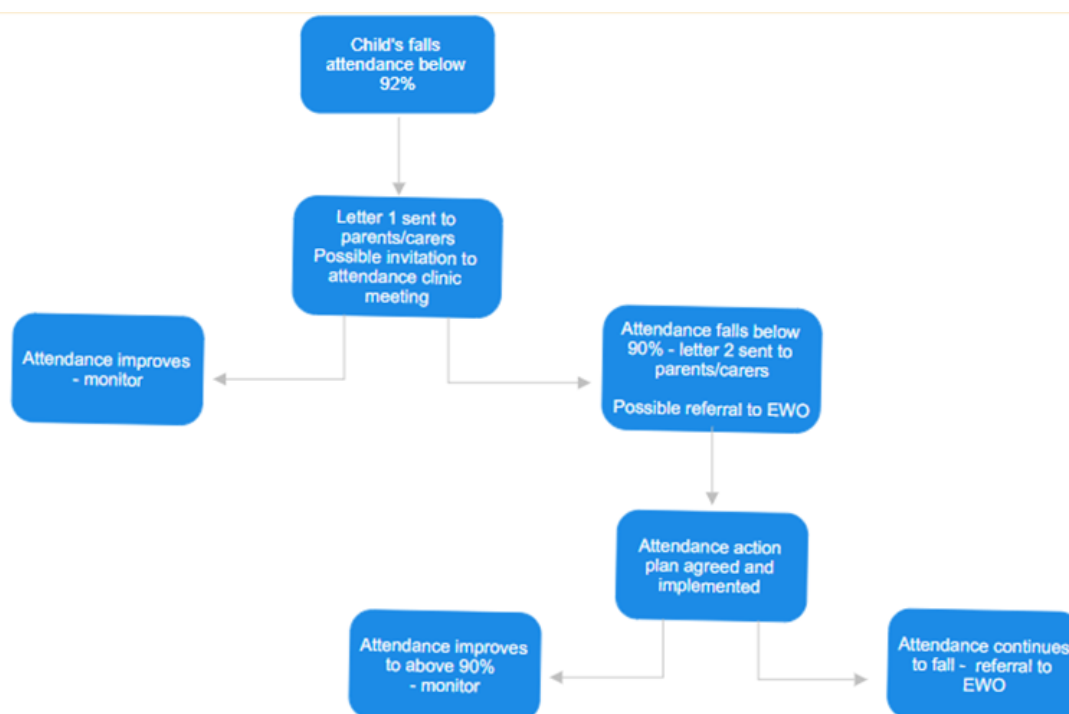 Child's falls
attendance below
92%
Letter 1 sent to
parents/carers
Possible invitation to
attendance clinic
meeting
Attendance improves
- monitor
Attendance falls below
90% - letter 2 sent to
parents/carers
Possible referral to EWO
Attendance action
plan agreed and
implemented
Attendance improves
to above 90%
- monitor
Attendance continues
to fall - referral to
EWO